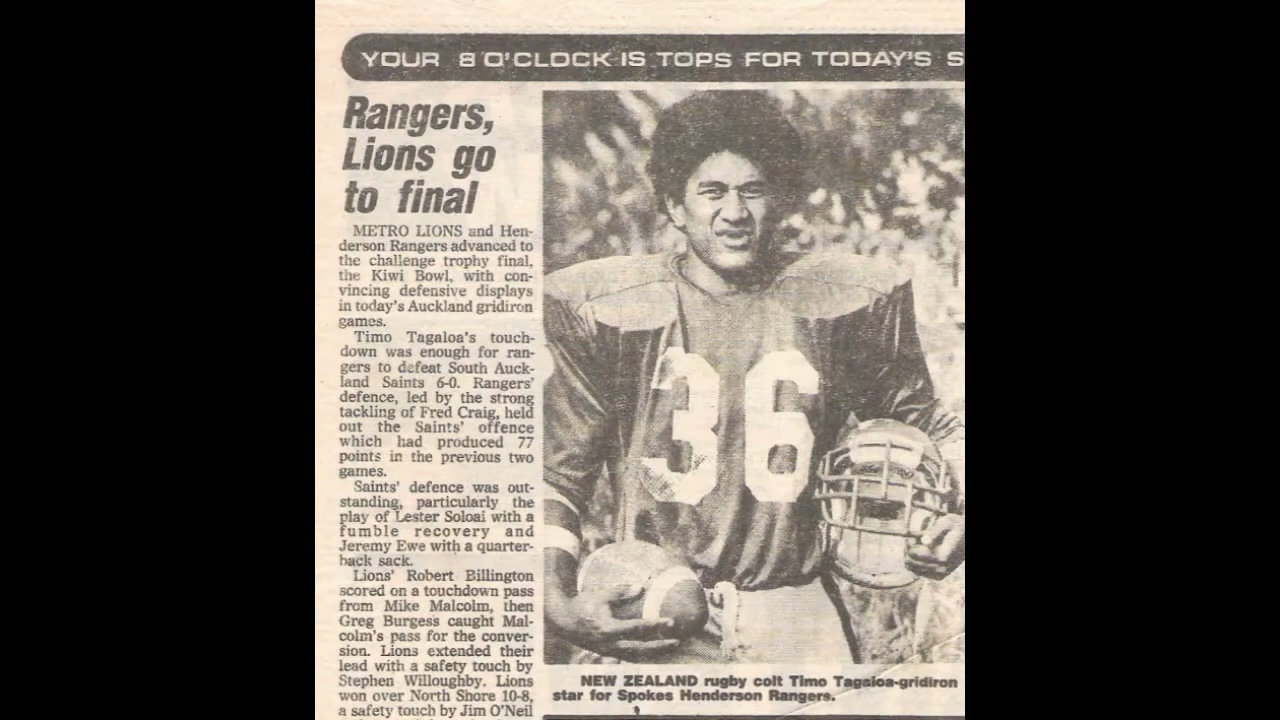 YOUR 8 O'CLOCK IS TOPS FOR TODAY'S S
Rangers,
Lions go
to final
METRO LIONS and Hen-
derson Rangers advanced to
the challenge trophy final,
the Kiwi Bowl, with con-
vincing defensive displays
in today's Auckland gridiron
games.
Timo Tagaloa's touch-
down was enough for ran-
gers to defeat South Auck-
land Saints 6-0. Rangers'
defence, led by the strong
tackling of Fred Craig, held
out the Saints' offence
which had produced 77
points in the previous two
games.
Saints' defence was out-
standing, particularly the
play of Lester Soloai with a
fumble recovery and
Jeremy Ewe with a quarter-
back sack.
Lions' Robert Billington
scored on a touchdown pass
from Mike Malcolm, then
Greg Burgess caught Mal-
colm's pass for the conver-
sion. Lions extended their
lead with a safety touch by
Stephen Willoughby. Lions
won over North Shore 10-8,
a safety touch by Jim O'Neil
36
NEW ZEALAND rugby colt Timo Tagaloa-gridiron
star for Spokes Henderson Rangers.